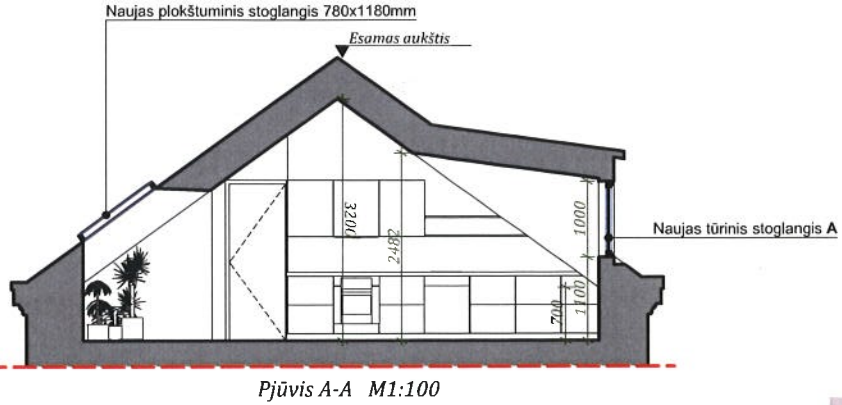 Naujas plokštuminis stoglangis 780x1180mm
Esamas aukštis
3200
2482
1000
Naujas tūrinis stoglangis A
700
1100
Pjūvis A-A M1:100